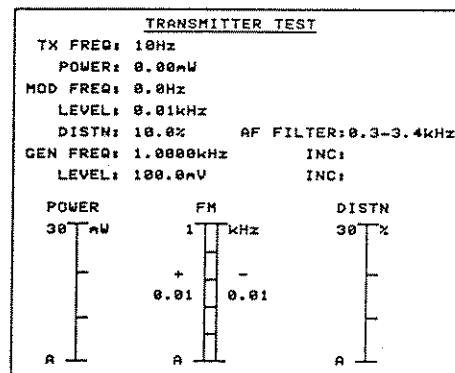 TRANSMITTER TEST
TX FREQ: 10Hz
POWER: 0.00mW
MOD FREQ: 0.0Hz
LEVEL: 0.01kHz
DISTN: 10.0% AF FILTER:0.3-3.4kHz
GEN FREQ: 1.0000kHz INC:
LEVEL: 100.0mV INC:
POWER FM DISTN
30 mW 1 kHz 30 %
+ -
0.01 0.01
A A A